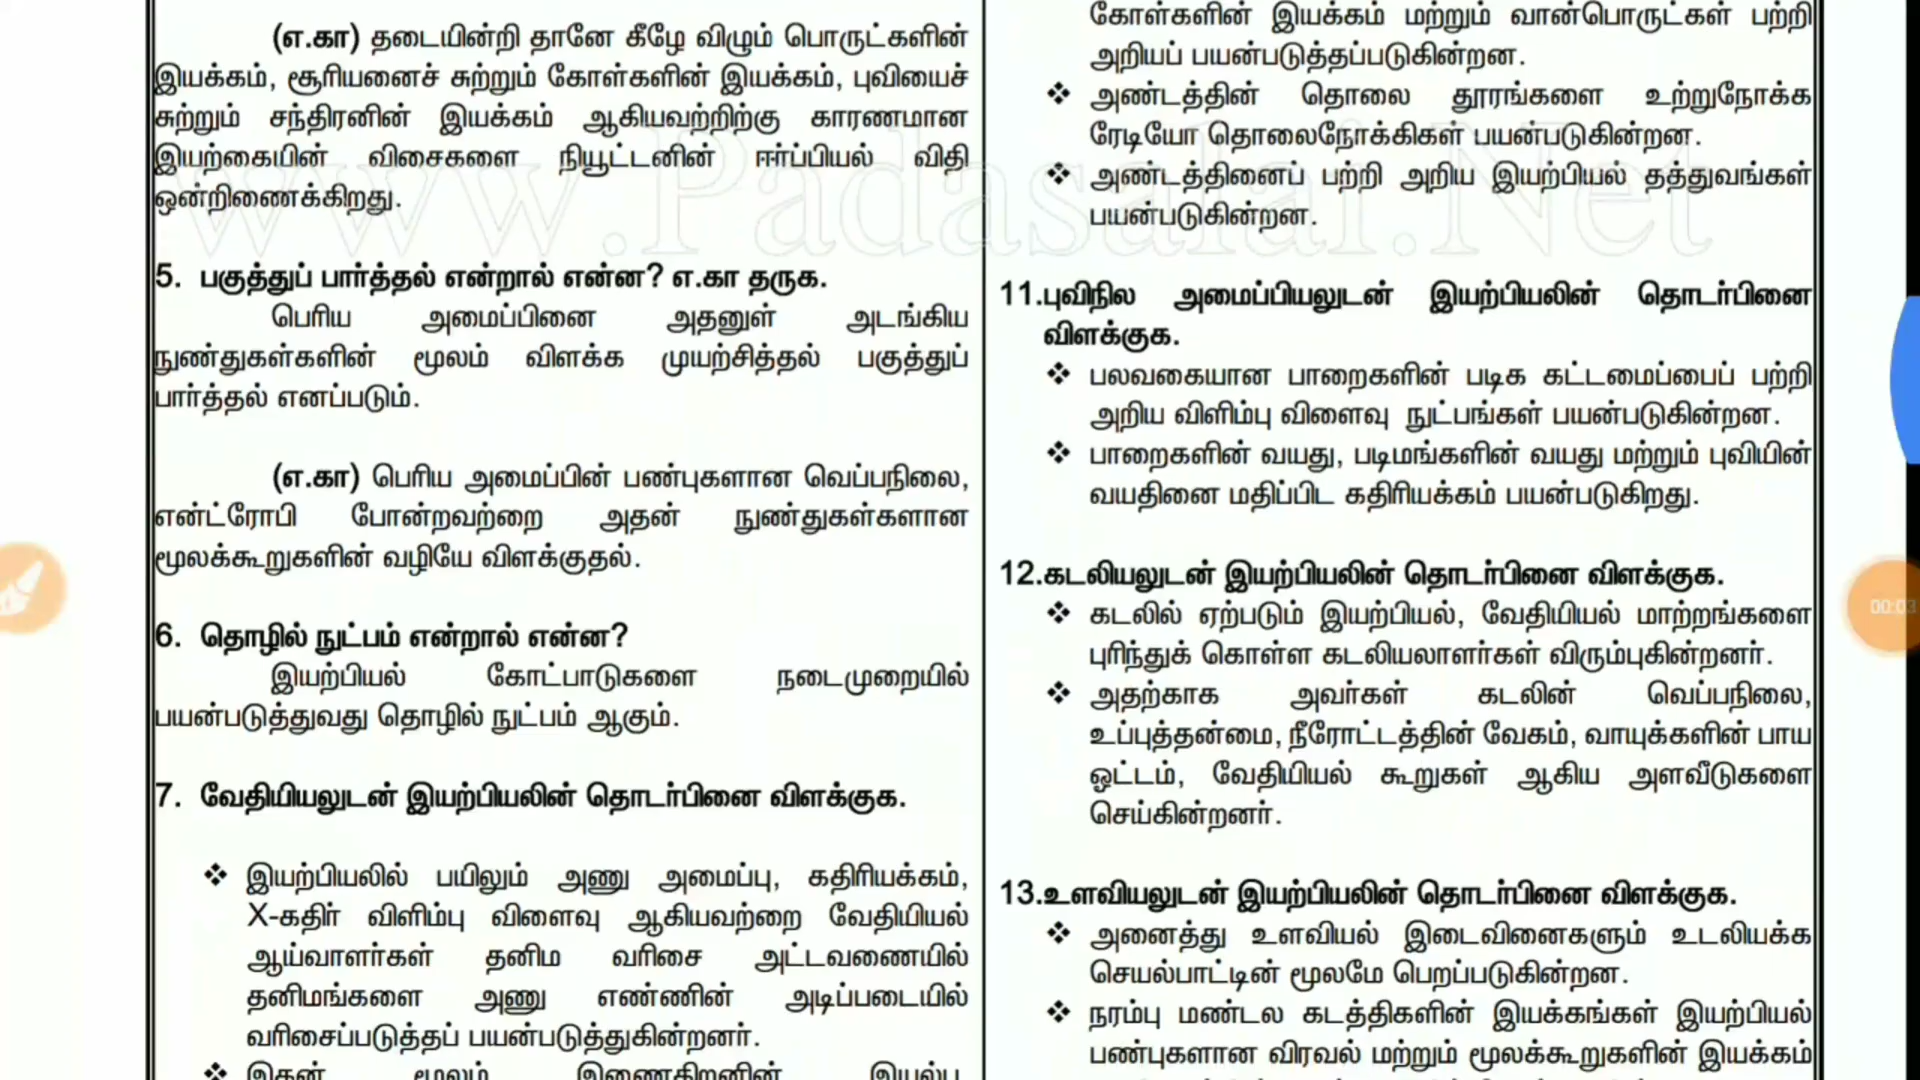 (எ.கா) தடையின்றி தானே கீழே விழும் பொருட்களின்
இயக்கம், சூரியனைச் சுற்றும் கோள்களின் இயக்கம், புவியைச்
சுற்றும் சந்திரனின் இயக்கம் ஆகியவற்றிற்கு காரணமான
இயற்கையின் விசைகளை நியூட்டனின் ஈர்ப்பியல் விதி
ஒன்றிணைக்கிறது.
5. பகுத்துப் பார்த்தல் என்றால் என்ன? எ.கா தருக.
பெரிய அமைப்பினை அதனுள் அடங்கிய
நுண்துகள்களின் மூலம் விளக்க முயற்சித்தல் பகுத்துப்
பார்த்தல் எனப்படும்.
(எ.கா) பெரிய அமைப்பின் பண்புகளான வெப்பநிலை,
என்ட்ரோபி போன்றவற்றை அதன் நுண்துகள்களான
மூலக்கூறுகளின் வழியே விளக்குதல்.
6. தொழில் நுட்பம் என்றால் என்ன?
இயற்பியல் கோட்பாடுகளை நடைமுறையில்
பயன்படுத்துவது தொழில் நுட்பம் ஆகும்.
7. வேதியியலுடன் இயற்பியலின் தொடர்பினை விளக்குக.
❖ இயற்பியலில் பயிலும் அணு அமைப்பு, கதிரியக்கம்,
X-கதிர் விளிம்பு விளைவு ஆகியவற்றை வேதியியல்
ஆய்வாளர்கள் தனிம வரிசை அட்டவணையில்
தனிமங்களை அணு எண்ணின் அடிப்படையில்
வரிசைப்படுத்தப் பயன்படுத்துகின்றனர்.
❖ இதன் மூலம் இணைதிறனின் இயல்பு,
கோள்களின் இயக்கம் மற்றும் வான்பொருட்கள் பற்றி
அறியப் பயன்படுத்தப்படுகின்றன.
❖ அண்டத்தின் தொலை தூரங்களை உற்றுநோக்க
ரேடியோ தொலைநோக்கிகள் பயன்படுகின்றன.
❖ அண்டத்தினைப் பற்றி அறிய இயற்பியல் தத்துவங்கள்
பயன்படுகின்றன.
11.புவிநில அமைப்பியலுடன் இயற்பியலின் தொடர்பினை
விளக்குக.
❖ பலவகையான பாறைகளின் படிக கட்டமைப்பைப் பற்றி
அறிய விளிம்பு விளைவு நுட்பங்கள் பயன்படுகின்றன.
❖ பாறைகளின் வயது, படிமங்களின் வயது மற்றும் புவியின்
வயதினை மதிப்பிட கதிரியக்கம் பயன்படுகிறது.
12.கடலியலுடன் இயற்பியலின் தொடர்பினை விளக்குக.
❖ கடலில் ஏற்படும் இயற்பியல், வேதியியல் மாற்றங்களை
புரிந்துக் கொள்ள கடலியலாளர்கள் விரும்புகின்றனர்.
❖ அதற்காக அவர்கள் கடலின் வெப்பநிலை,
உப்புத்தன்மை, நீரோட்டத்தின் வேகம், வாயுக்களின் பாய
ஓட்டம், வேதியியல் கூறுகள் ஆகிய அளவீடுகளை
செய்கின்றனர்.
13.உளவியலுடன் இயற்பியலின் தொடர்பினை விளக்குக.
❖ அனைத்து உளவியல் இடைவினைகளும் உடலியக்க
செயல்பாட்டின் மூலமே பெறப்படுகின்றன.
❖ நரம்பு மண்டல கடத்திகளின் இயக்கங்கள் இயற்பியல்
பண்புகளான விரவல் மற்றும் மூலக்கூறுகளின் இயக்கம்
www.Padasalai.Net
00:03